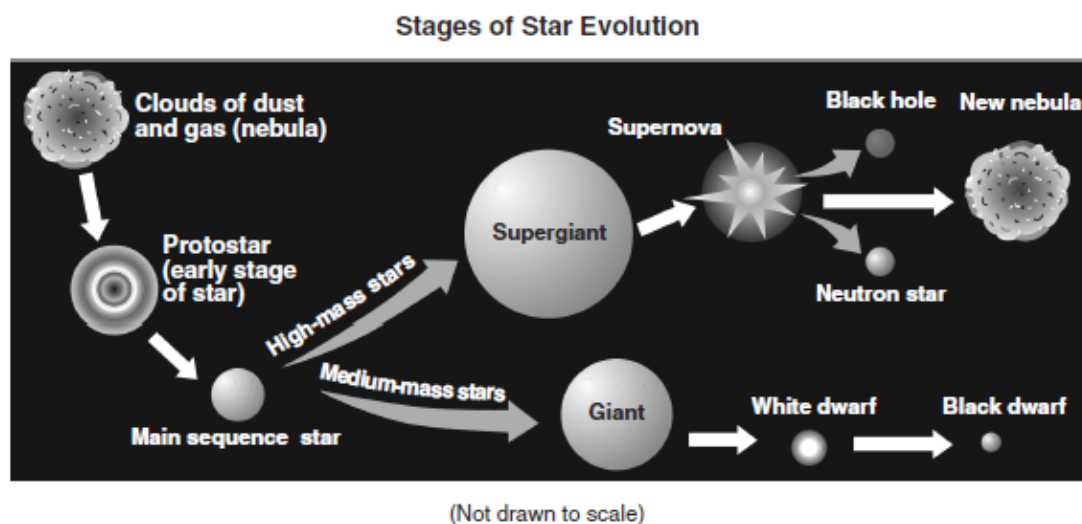 Stages of Star Evolution
Clouds of dust
and gas (nebula)
Protostar
(early stage
of star)
Main sequence star
High-mass stars
Medium-mass stars
Supergiant
Supernova
Black hole
New nebula
Neutron star
Giant
White dwarf
Black dwarf
(Not drawn to scale)